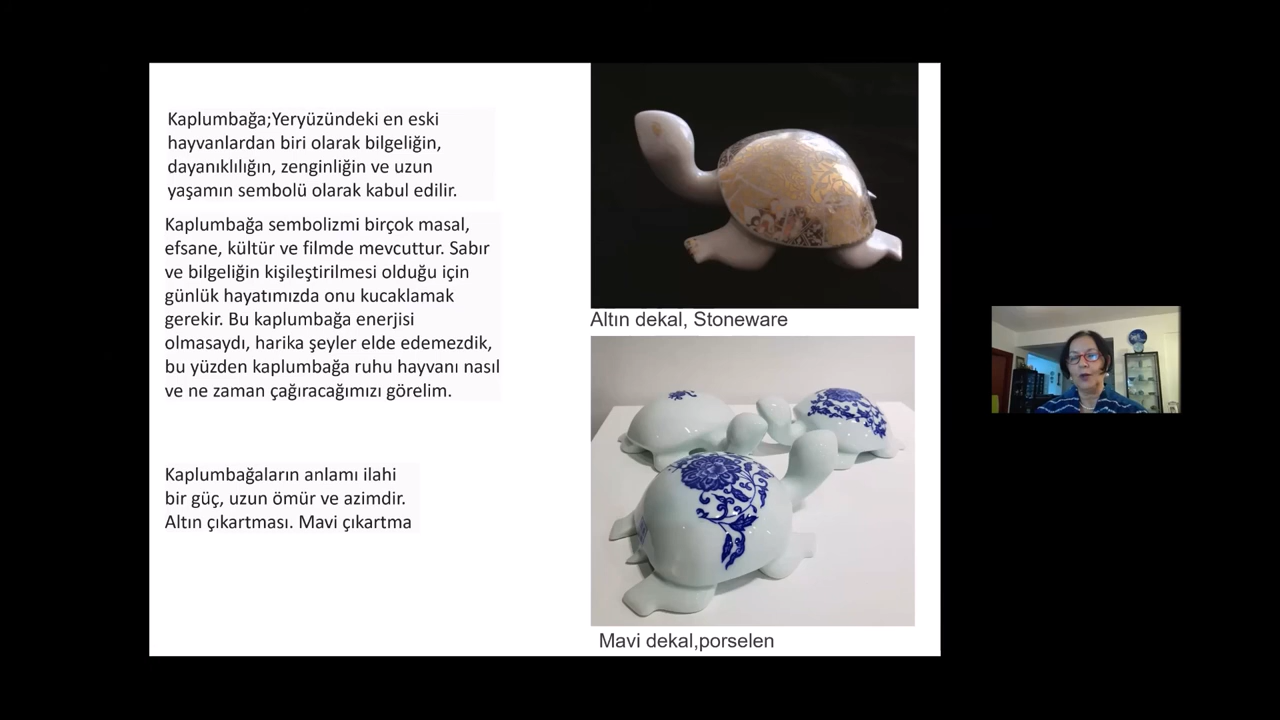 Kaplumbağa;Yeryüzündeki en eski
hayvanlardan biri olarak bilgeliğin,
dayanıklılığın, zenginliğin ve uzun
yaşamın sembolü olarak kabul edilir.
Kaplumbağa sembolizmi birçok masal,
efsane, kültür ve filmde mevcuttur. Sabır
ve bilgeliğin kişileştirilmesi olduğu için
günlük hayatımızda onu kucaklamak
gerekir. Bu kaplumbağa enerjisi
olmasaydı, harika şeyler elde edemezdik,
bu yüzden kaplumbağa ruhu hayvanı nasıl
ve ne zaman çağıracağımızı görelim.
Kaplumbağaların anlamı ilahi
bir güç, uzun ömür ve azimdir.
Altın çıkartması. Mavi çıkartma
Altın dekal, Stoneware
Mavi dekal,porselen